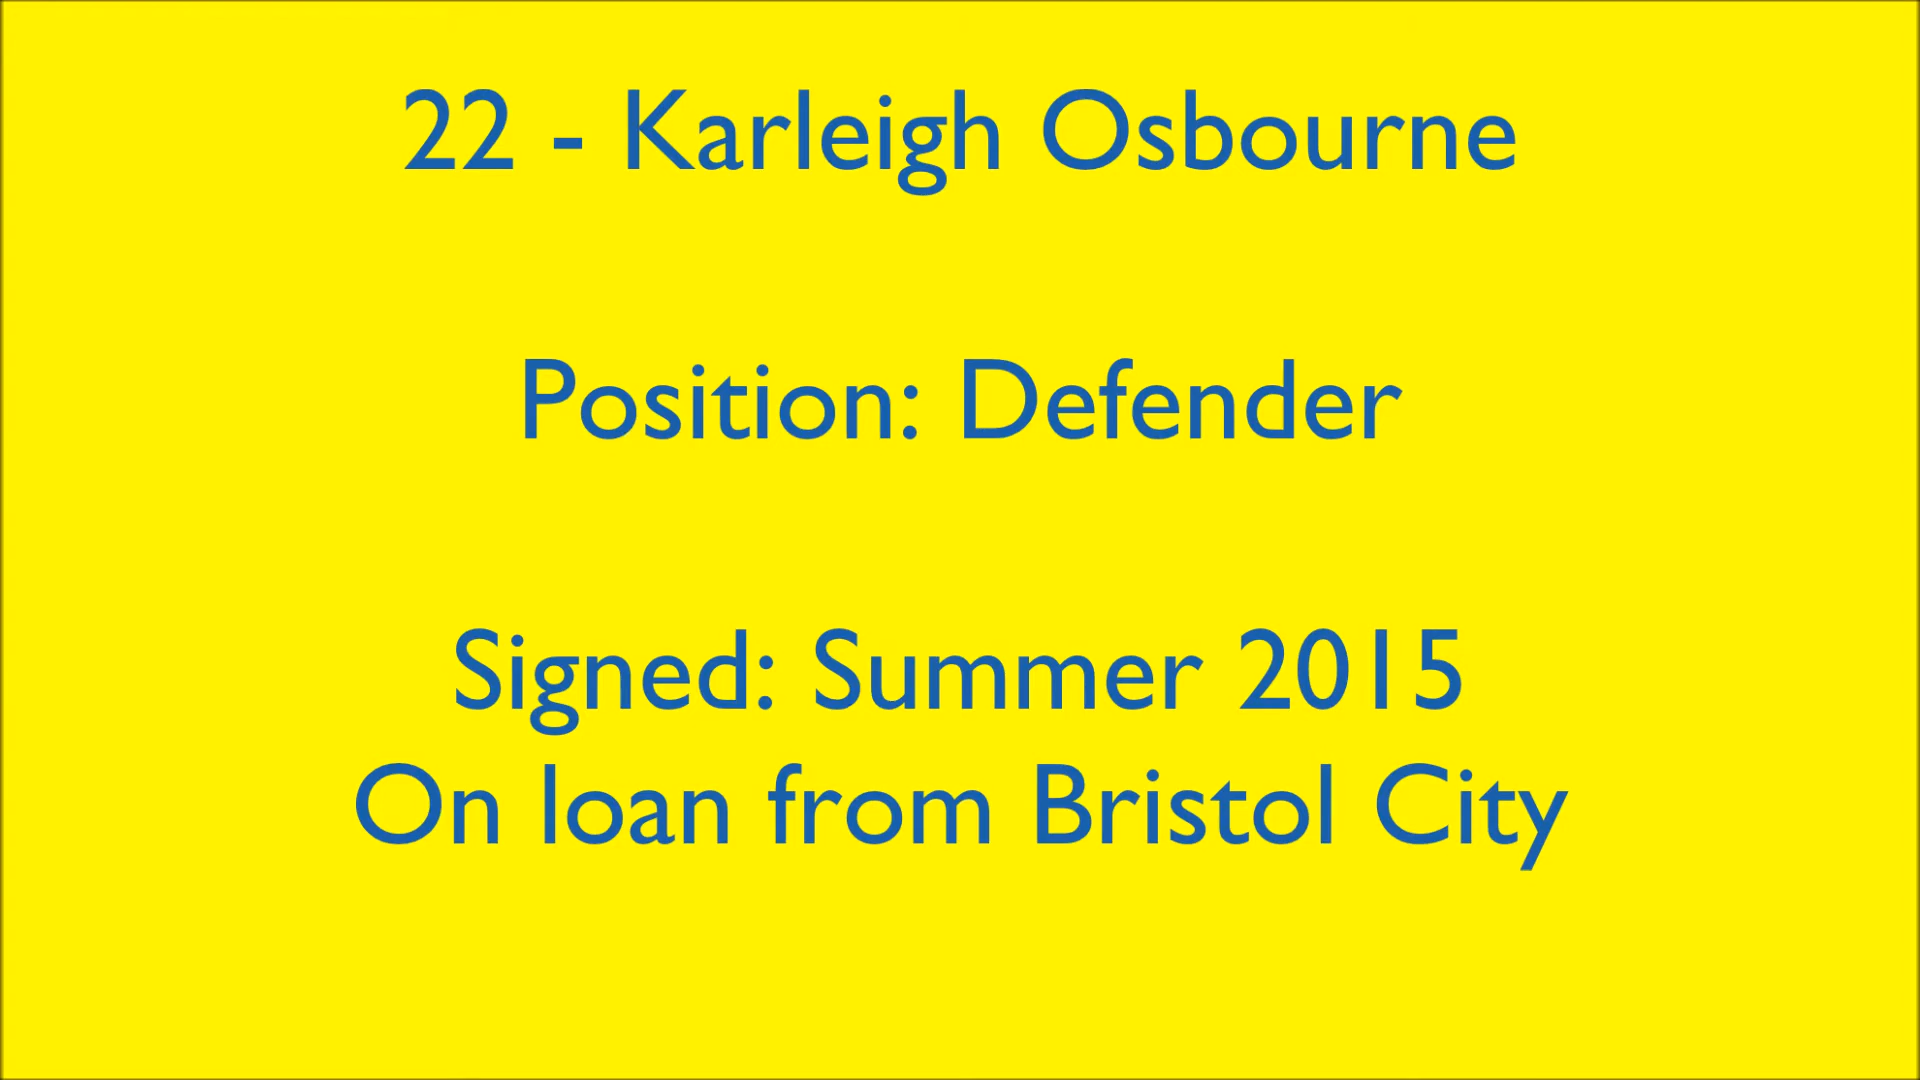 22 - Karleigh Osbourne
Position: Defender
Signed: Summer 2015
On loan from Bristol City